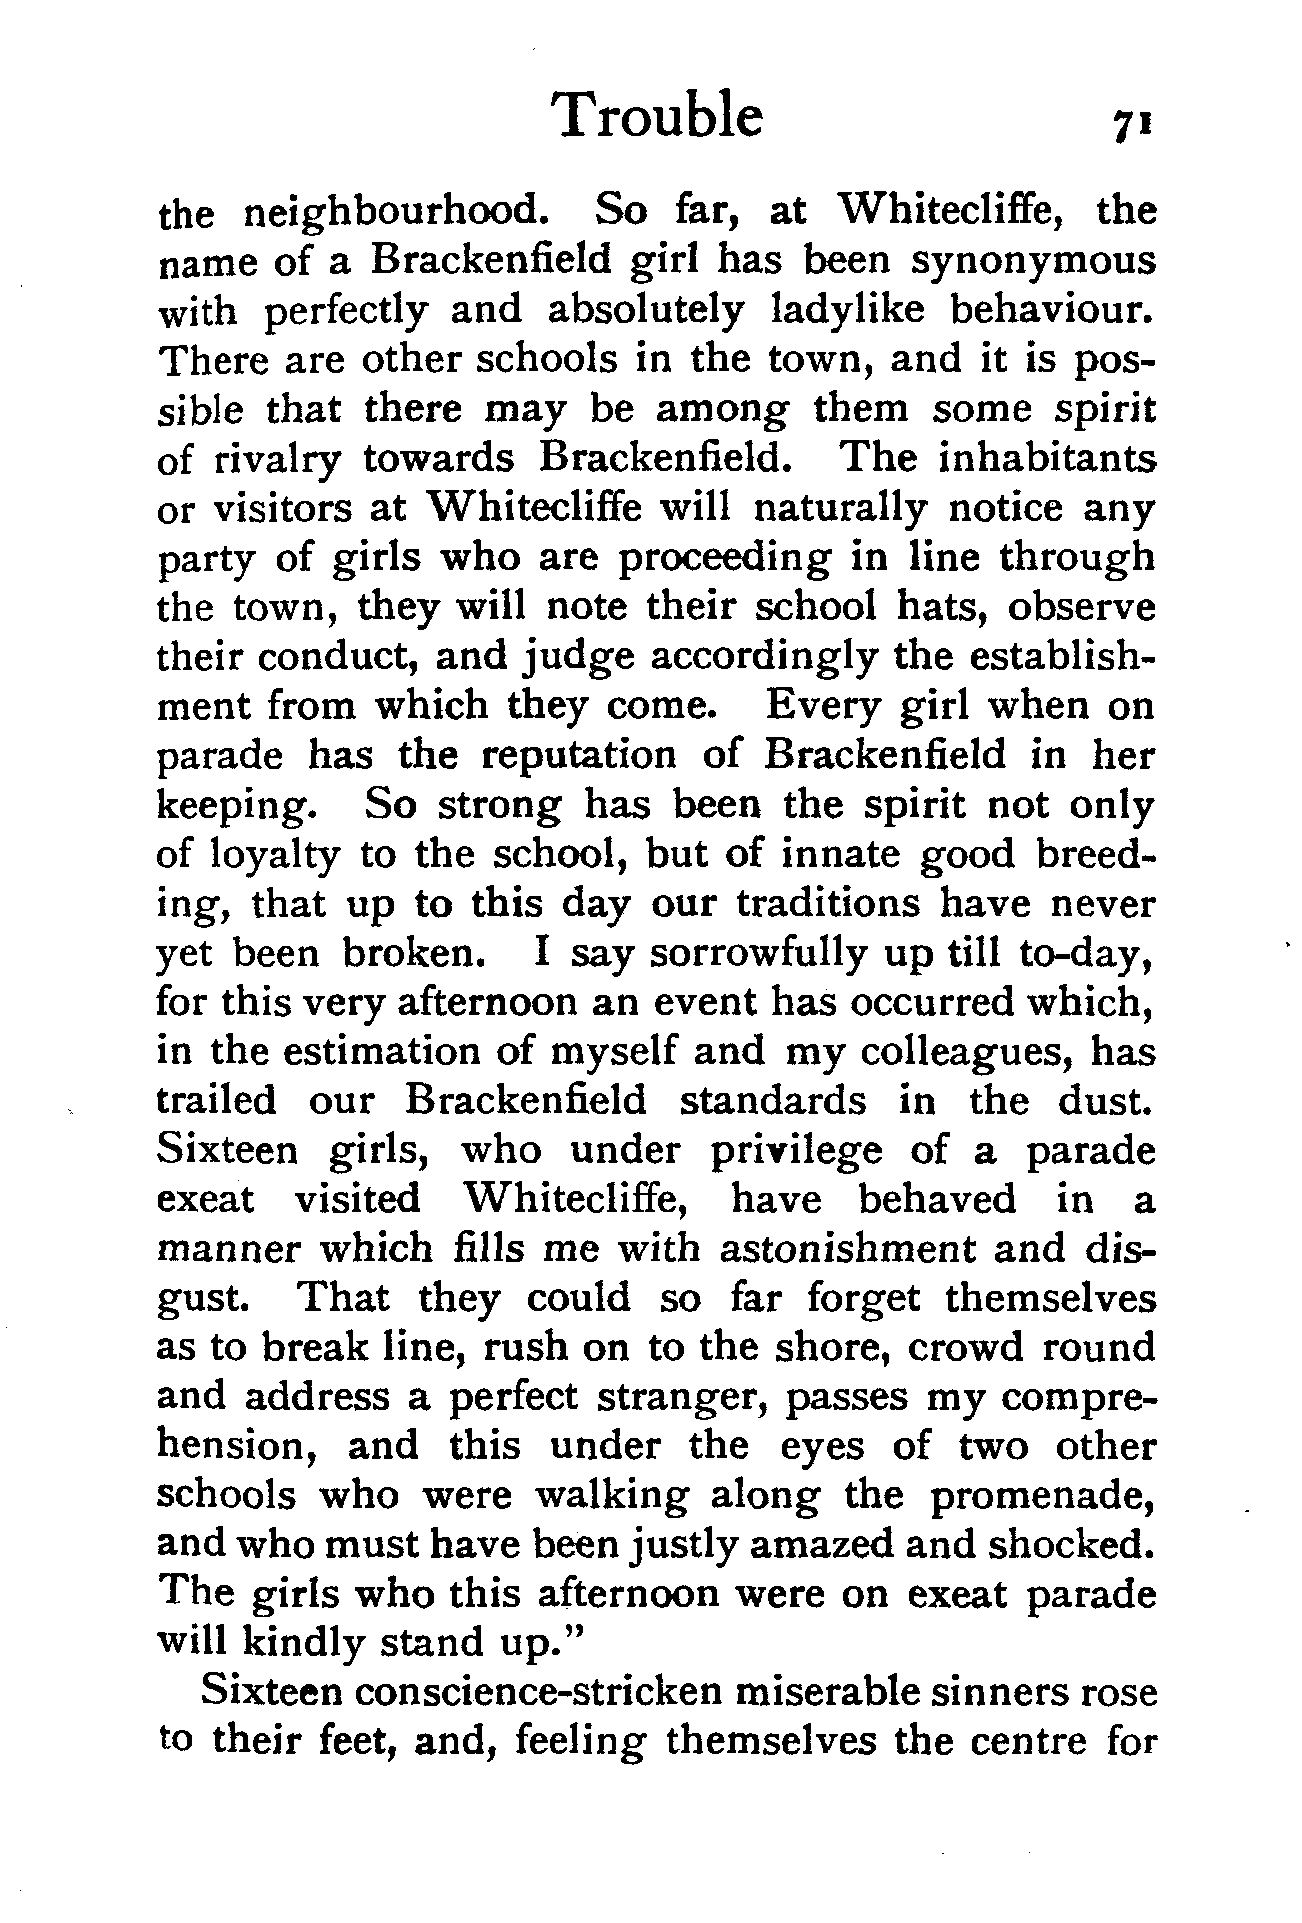 Trouble 71
the neighbourhood. So far, at Whitecliffe, the
name of a Brackenfield girl has been synonymous
with perfectly and absolutely ladylike behaviour.
There are other schools in the town, and it is pos-
sible that there may be among them some spirit
of rivalry towards Brackenfield. The inhabitants
or visitors at Whitecliffe will naturally notice any
party of girls who are proceeding in line through
the town, they will note their school hats, observe
their conduct, and judge accordingly the establish-
ment from which they come. Every girl when on
parade has the reputation of Brackenfield in her
keeping. So strong has been the spirit not only
of loyalty to the school, but of innate good breed-
ing, that up to this day our traditions have never
yet been broken. I say sorrowfully up till to-day,
for this very afternoon an event has occurred which,
in the estimation of myself and my colleagues, has
trailed our Brackenfield standards in the dust.
Sixteen girls, who under privilege of a parade
exeat visited Whitecliffe, have behaved in a
manner which fills me with astonishment and dis-
gust. That they could so far forget themselves
as to break line, rush on to the shore, crowd round
and address a perfect stranger, passes my compre-
hension, and this under the eyes of two other
schools who were walking along the promenade,
and who must have been justly amazed and shocked.
The girls who this afternoon were on exeat parade
will kindly stand up."
Sixteen conscience-stricken miserable sinners rose
to their feet, and, feeling themselves the centre for